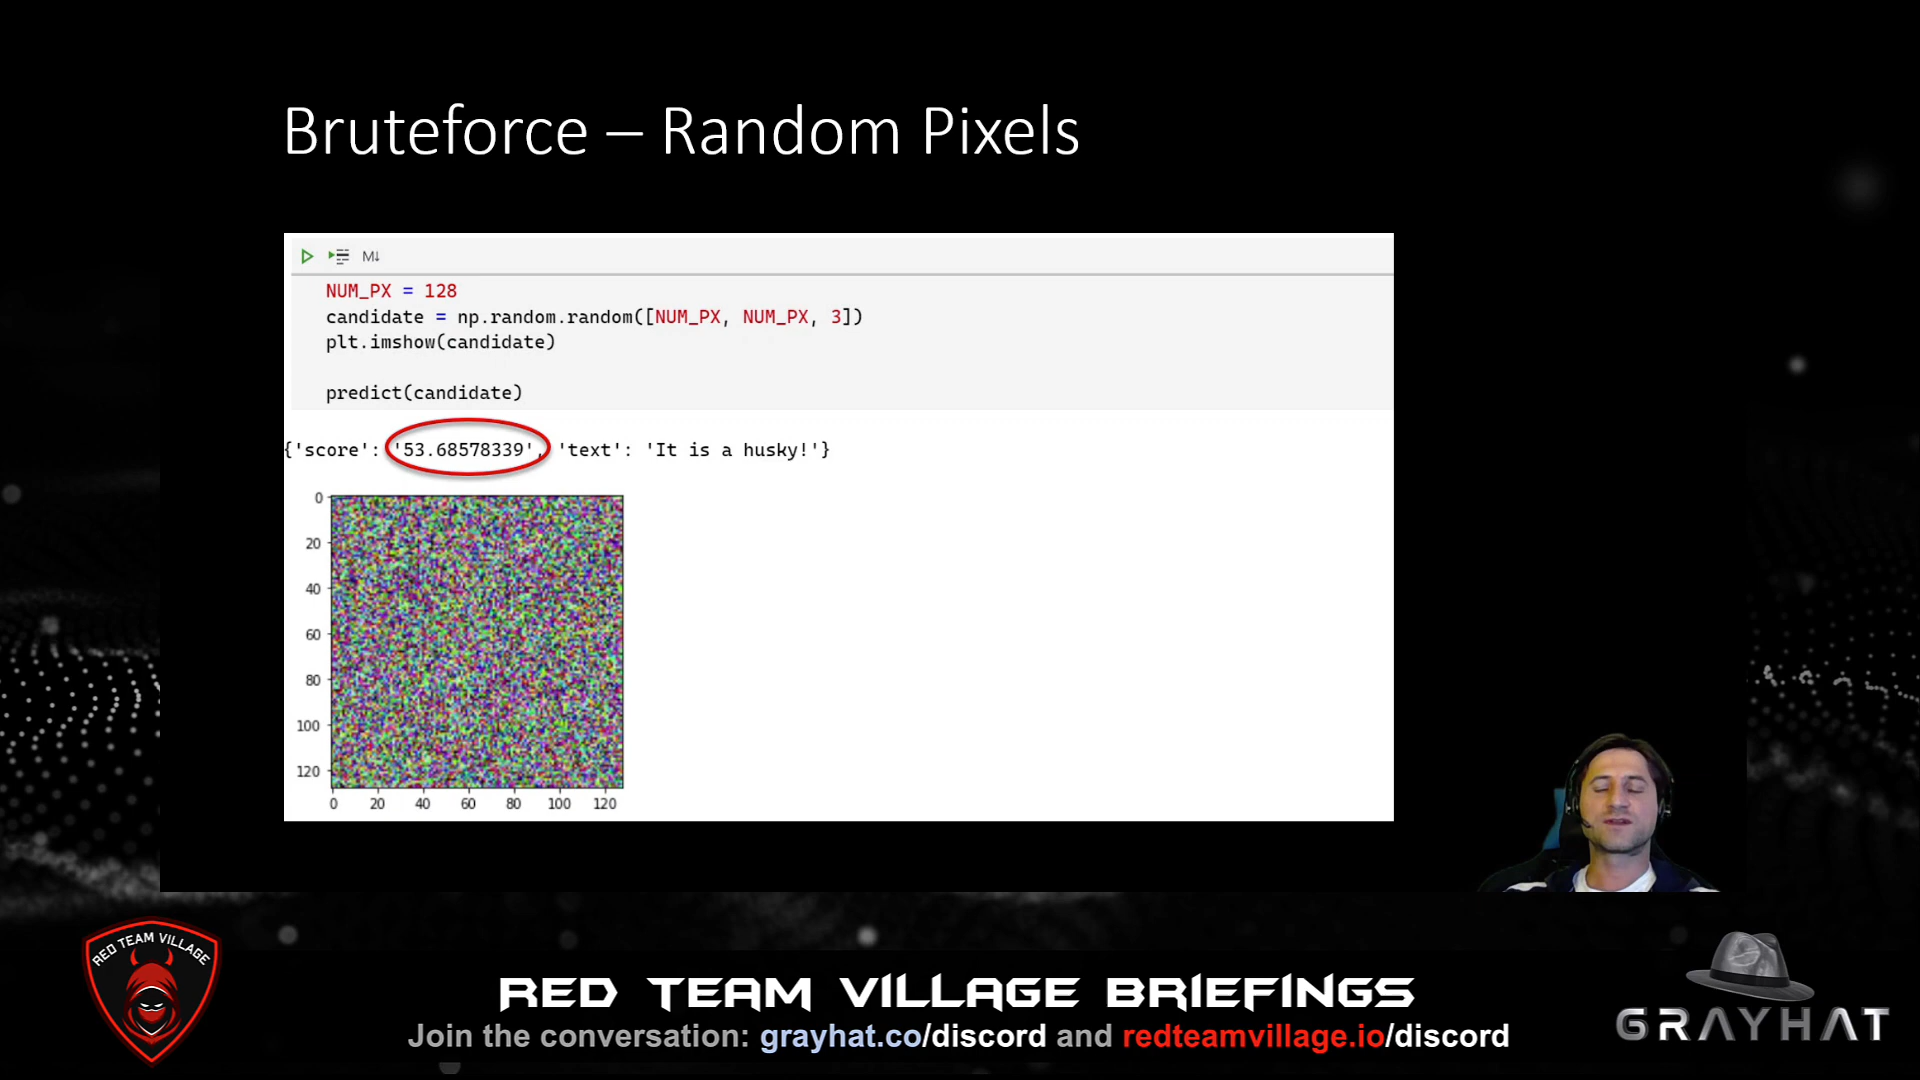 Bruteforce – Random Pixels
M↓
NUM_PX = 128
candidate = np.random.random([NUM_PX, NUM_PX, 3])
plt.imshow(candidate)
predict(candidate)
{'score': '53.68578339', 'text': 'It is a husky!'}
0
20
40
60
80
100
120
0 20 40 60 80 100 120
RED TEAM VILLAGE
RED TEAM VILLAGE BRIEFINGS
Join the conversation: grayhat.co/discord and redteamvillage.io/discord
GRAYHAT